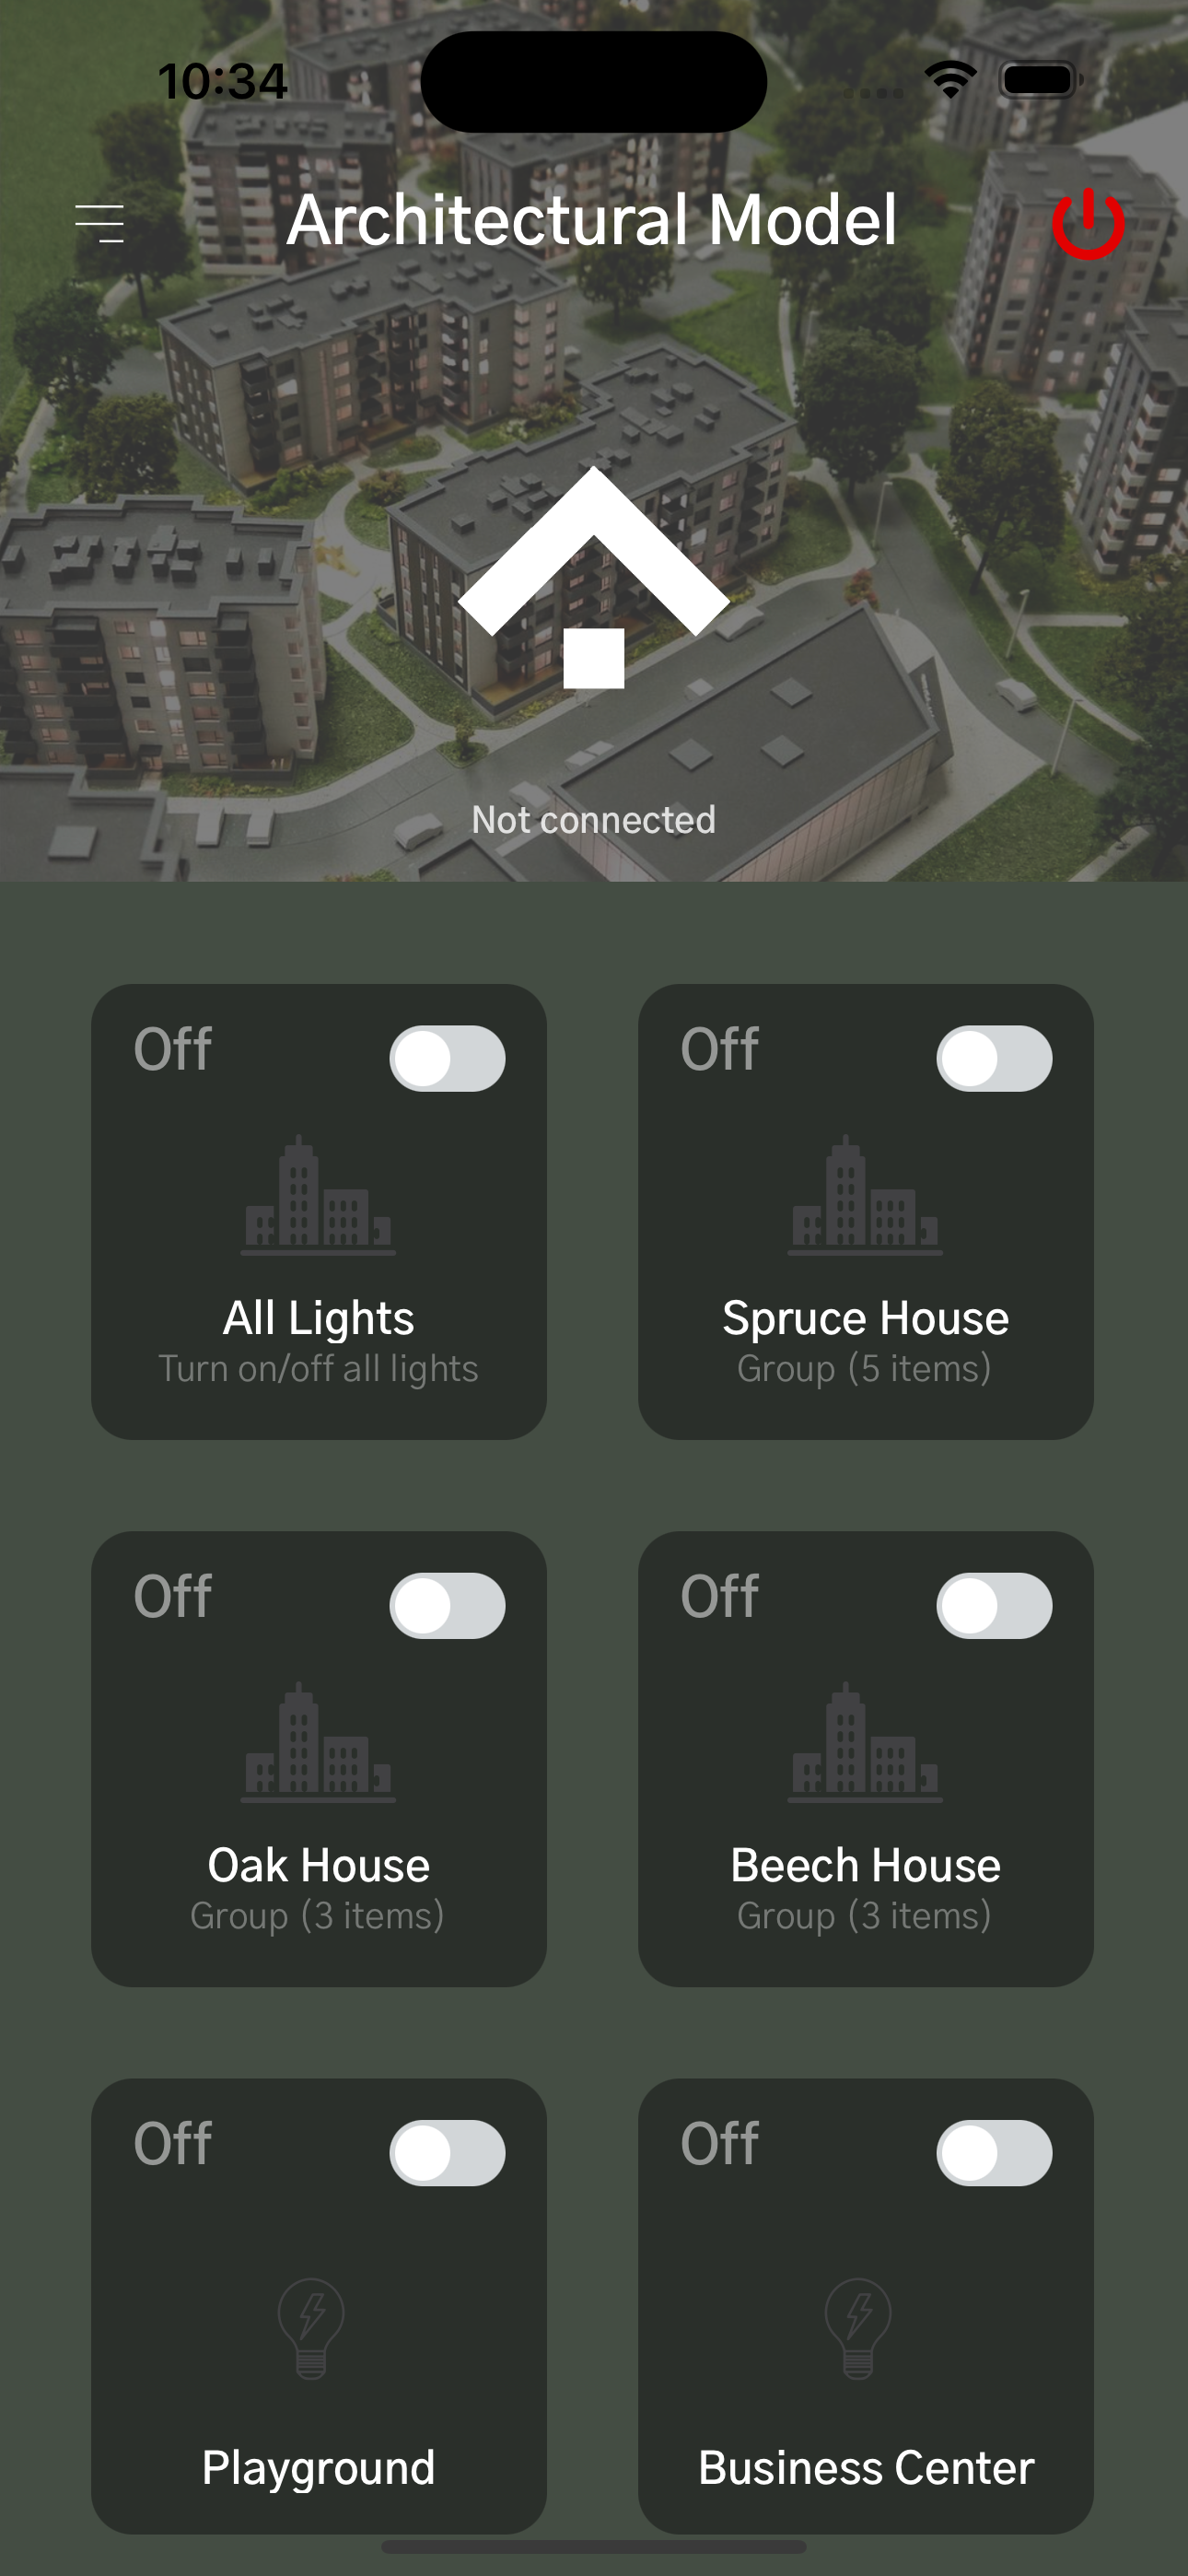 10:34
Architectural Model
Not connected
Off
Off
All Lights
Turn on/off all lights
Spruce House
Group (5 items)
Off
Off
Oak House
Group (3 items)
Beech House
Group (3 items)
Off
Off
Playground
Business Center